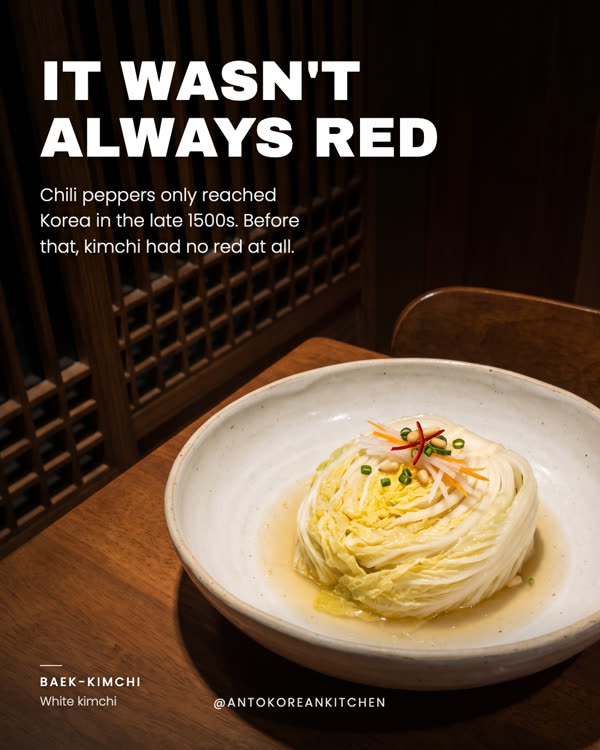 IT WASN'T
ALWAYS RED
Chili peppers only reached
Korea in the late 1500s. Before
that, kimchi had no red at all.
BAEK-KIMCHI
White kimchi
@ANTOKOREANKITCHEN